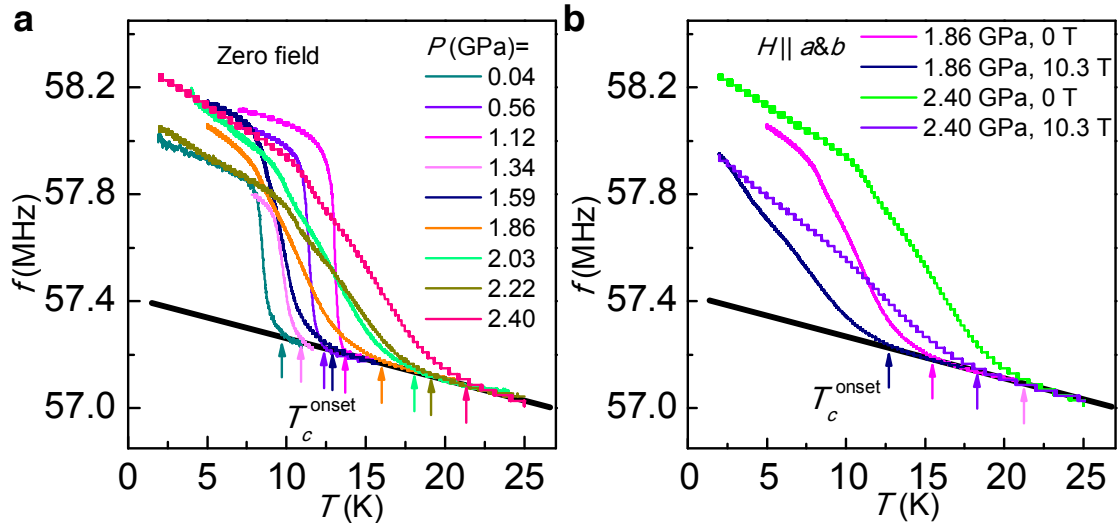 a
Zero field
P (GPa)=
0.04
0.56
1.12
1.34
1.59
1.86
2.03
2.22
2.40
58.2
57.8
57.4
57.0
f (MHz)
T_c^onset
0 5 10 15 20 25
T (K)
b
H || a&b
1.86 GPa, 0 T
1.86 GPa, 10.3 T
2.40 GPa, 0 T
2.40 GPa, 10.3 T
58.2
57.8
57.4
57.0
f (MHz)
T_c^onset
0 5 10 15 20 25
T (K)